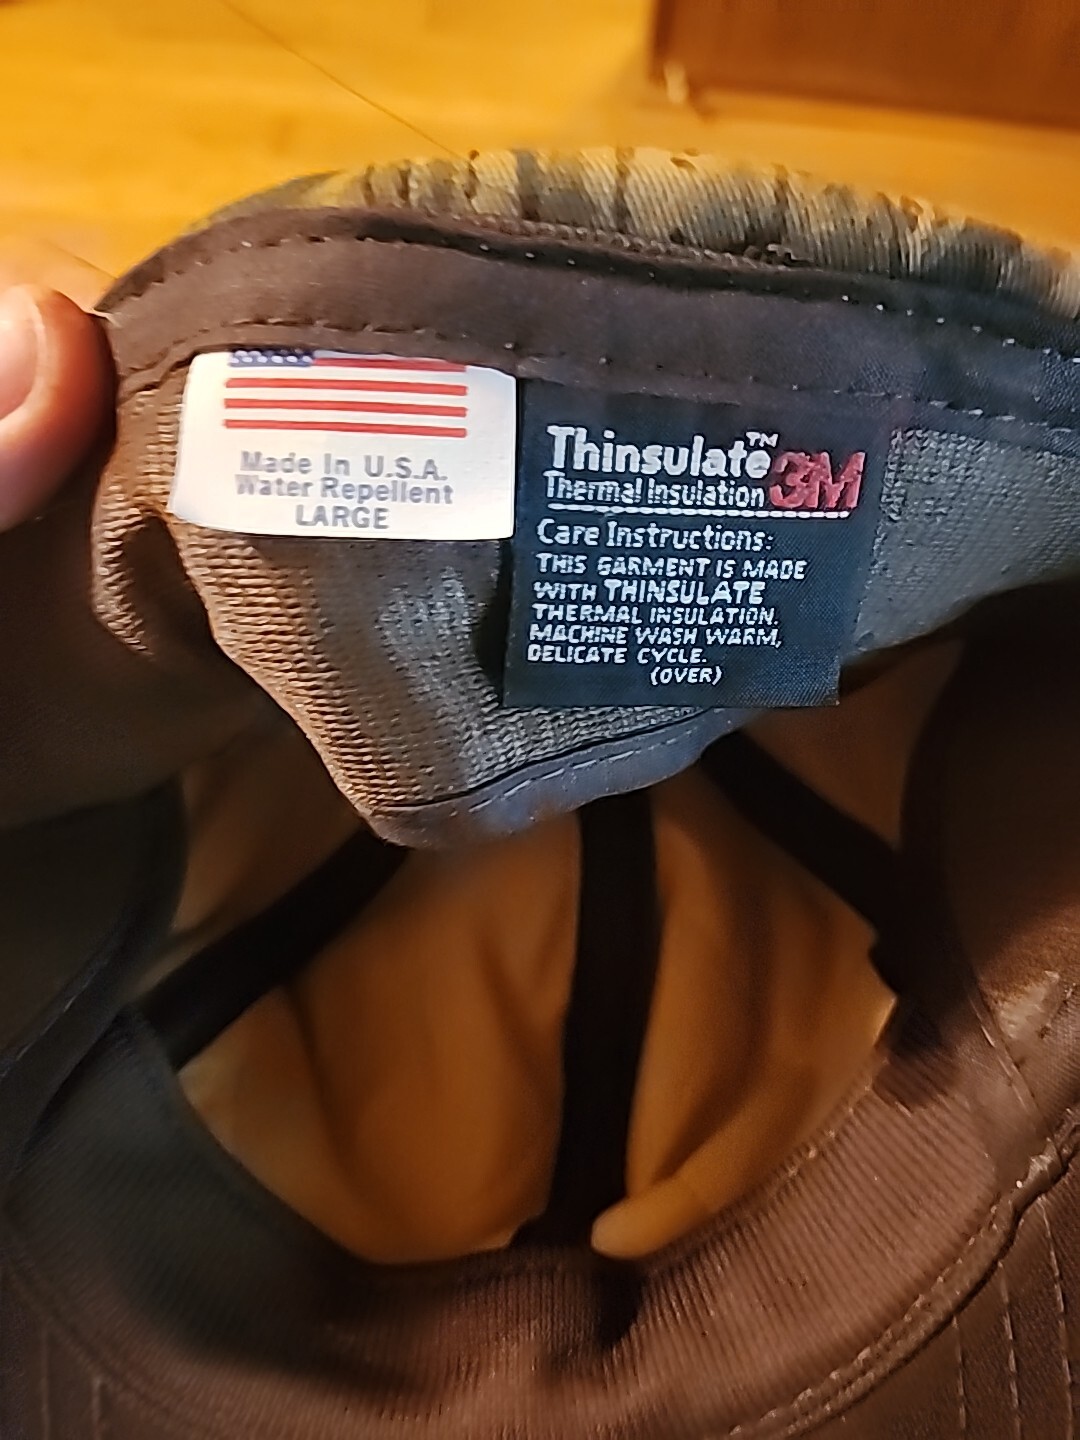 Made In U.S.A.
Water Repellent
LARGE
Thinsulate™ 3M
Thermal Insulation
Care Instructions:
THIS GARMENT IS MADE
WITH THINSULATE
THERMAL INSULATION.
MACHINE WASH WARM,
DELICATE CYCLE.
(OVER)